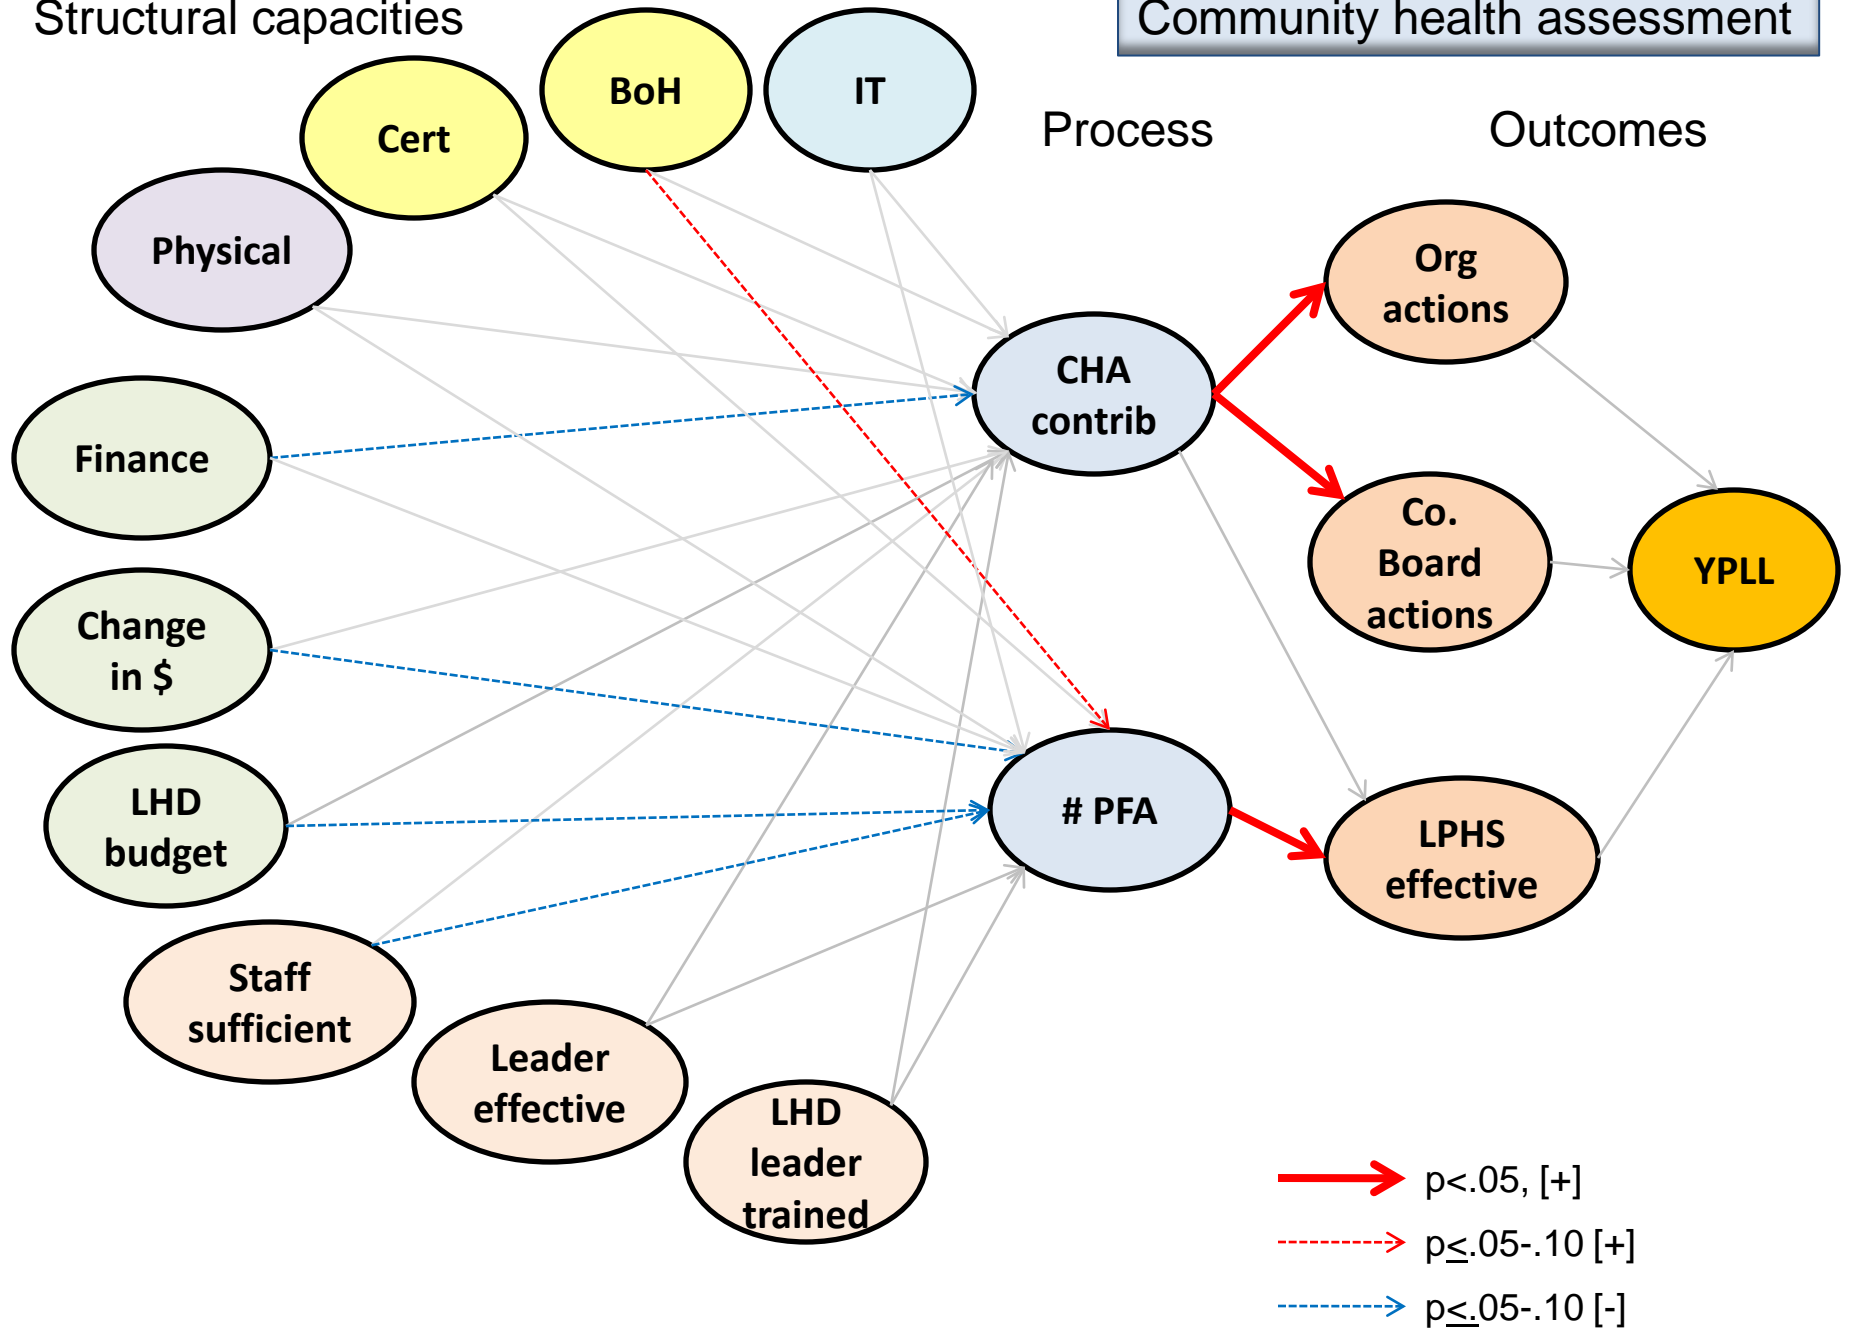 Structural capacities
Community health assessment
Process
Outcomes
BoH
IT
Cert
Physical
Finance
Change
in $
LHD
budget
Staff
sufficient
Leader
effective
LHD
leader
trained
CHA
contrib
# PFA
Org
actions
Co.
Board
actions
LPHS
effective
YPLL
p<.05, [+]
p≤.05-.10 [+]
p≤.05-.10 [-]